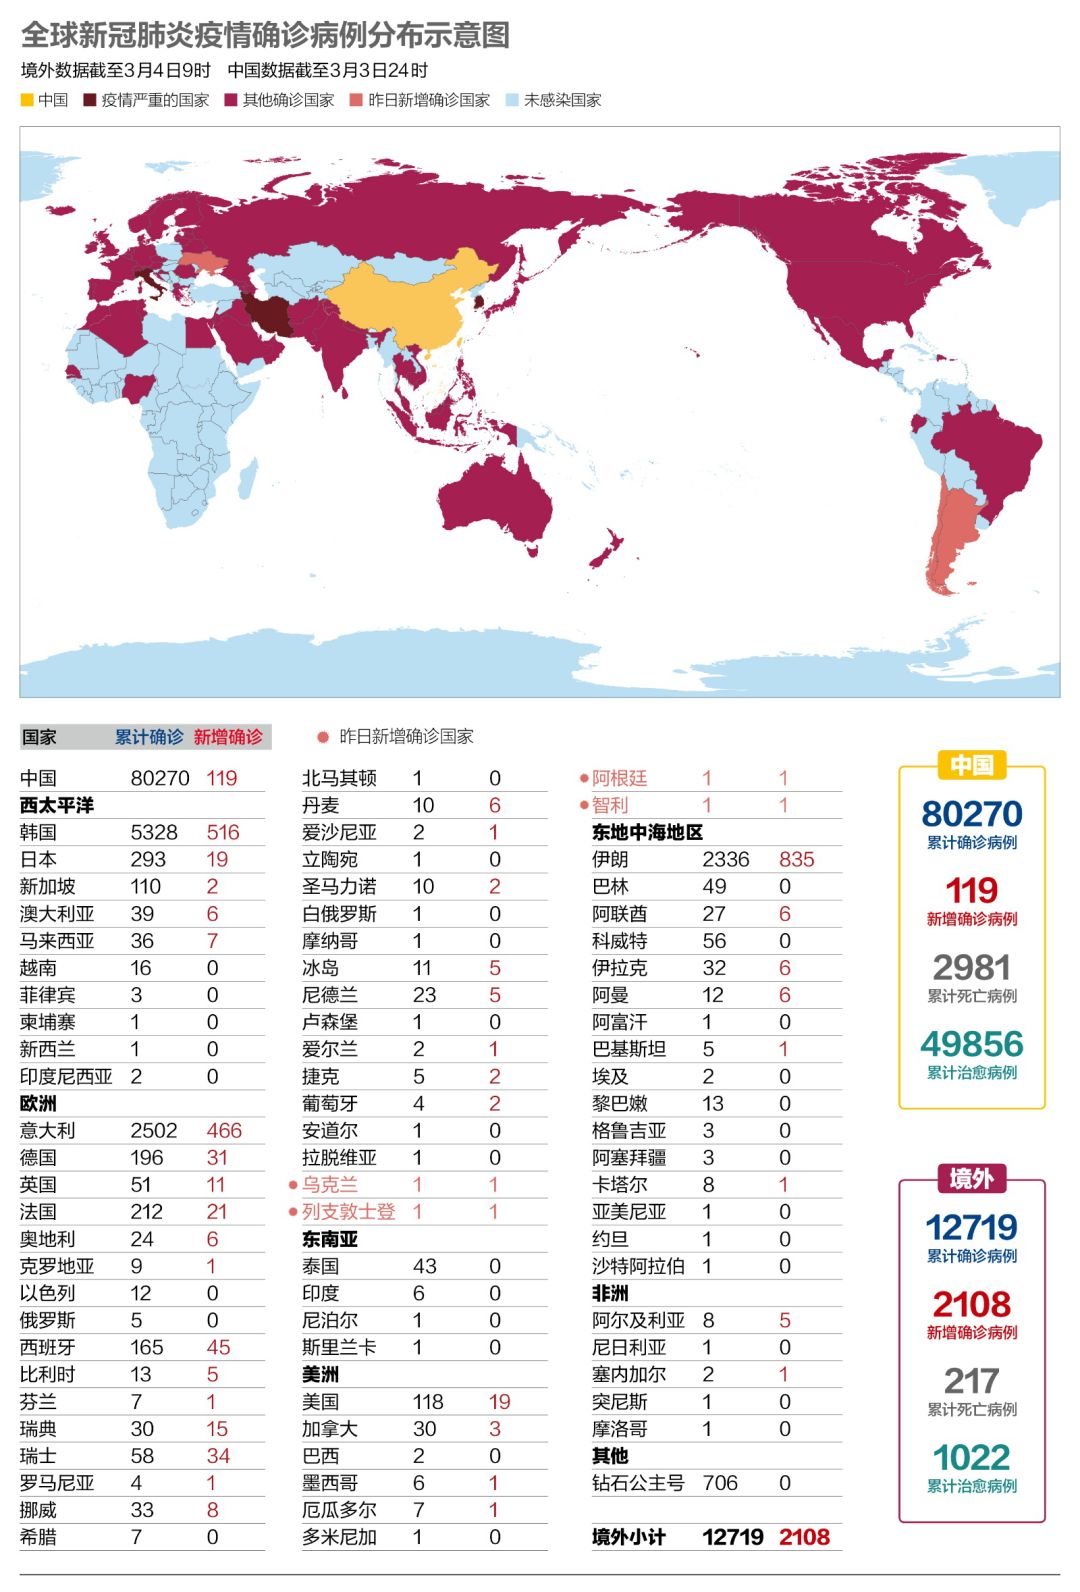 全球新冠肺炎疫情确诊病例分布示意图
境外数据截至3月4日9时 中国数据截至3月3日24时
中国 疫情严重的国家 其他确诊国家 昨日新增确诊国家 未感染国家
国家 累计确诊 新增确诊
中国 80270 119
西太平洋
韩国 5328 516
日本 293 19
新加坡 110 2
澳大利亚 39 6
马来西亚 36 7
越南 16 0
菲律宾 3 0
柬埔寨 1 0
新西兰 1 0
印度尼西亚 2 0
欧洲
意大利 2502 466
德国 196 31
英国 51 11
法国 212 21
奥地利 24 6
克罗地亚 9 1
以色列 12 0
俄罗斯 5 0
西班牙 165 45
比利时 13 5
芬兰 7 1
瑞典 30 15
瑞士 58 34
罗马尼亚 4 1
挪威 33 8
希腊 7 0
昨日新增确诊国家
北马其顿 1 0
丹麦 10 6
爱沙尼亚 2 1
立陶宛 1 0
圣马力诺 10 2
白俄罗斯 1 0
摩纳哥 1 0
冰岛 11 5
尼德兰 23 5
卢森堡 1 0
爱尔兰 2 1
捷克 5 2
葡萄牙 4 2
安道尔 1 0
拉脱维亚 1 0
乌克兰 1 1
列支敦士登 1 1
东南亚
泰国 43 0
印度 6 0
尼泊尔 1 0
斯里兰卡 1 0
美洲
美国 118 19
加拿大 30 3
巴西 2 0
墨西哥 6 1
厄瓜多尔 7 1
多米尼加 1 0
阿根廷 1 1
智利 1 1
东地中海地区
伊朗 2336 835
巴林 49 0
阿联酋 27 6
科威特 56 0
伊拉克 32 6
阿曼 12 6
阿富汗 1 0
巴基斯坦 5 1
埃及 2 0
黎巴嫩 13 0
格鲁吉亚 3 0
阿塞拜疆 3 0
卡塔尔 8 1
亚美尼亚 1 0
约旦 1 0
沙特阿拉伯 1 0
非洲
阿尔及利亚 8 5
尼日利亚 1 0
塞内加尔 2 1
突尼斯 1 0
摩洛哥 1 0
其他
钻石公主号 706 0
境外小计 12719 2108
中国
80270
累计确诊病例
119
新增确诊病例
2981
累计死亡病例
49856
累计治愈病例
境外
12719
累计确诊病例
2108
新增确诊病例
217
累计死亡病例
1022
累计治愈病例